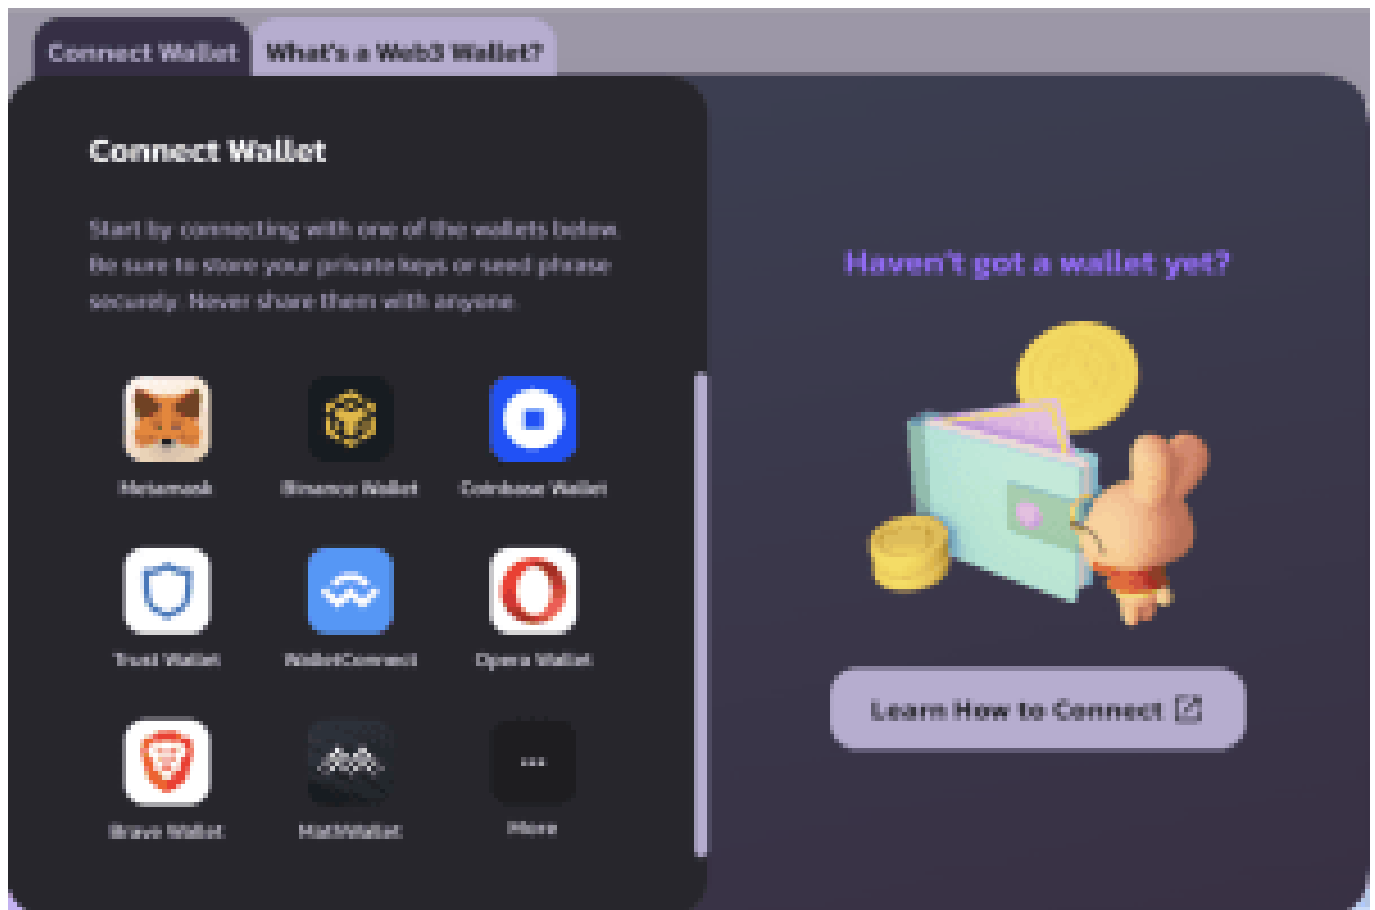 Connect Wallet
What's a Web3 Wallet?
Connect Wallet
Start by connecting with one of the wallets below.
Be sure to store your private keys or seed phrase
securely. Never share them with anyone.
Metamask
Binance Wallet
Coinbase Wallet
Trust Wallet
WalletConnect
Opera Wallet
Brave Wallet
MathWallet
More
Haven't got a wallet yet?
Learn How to Connect